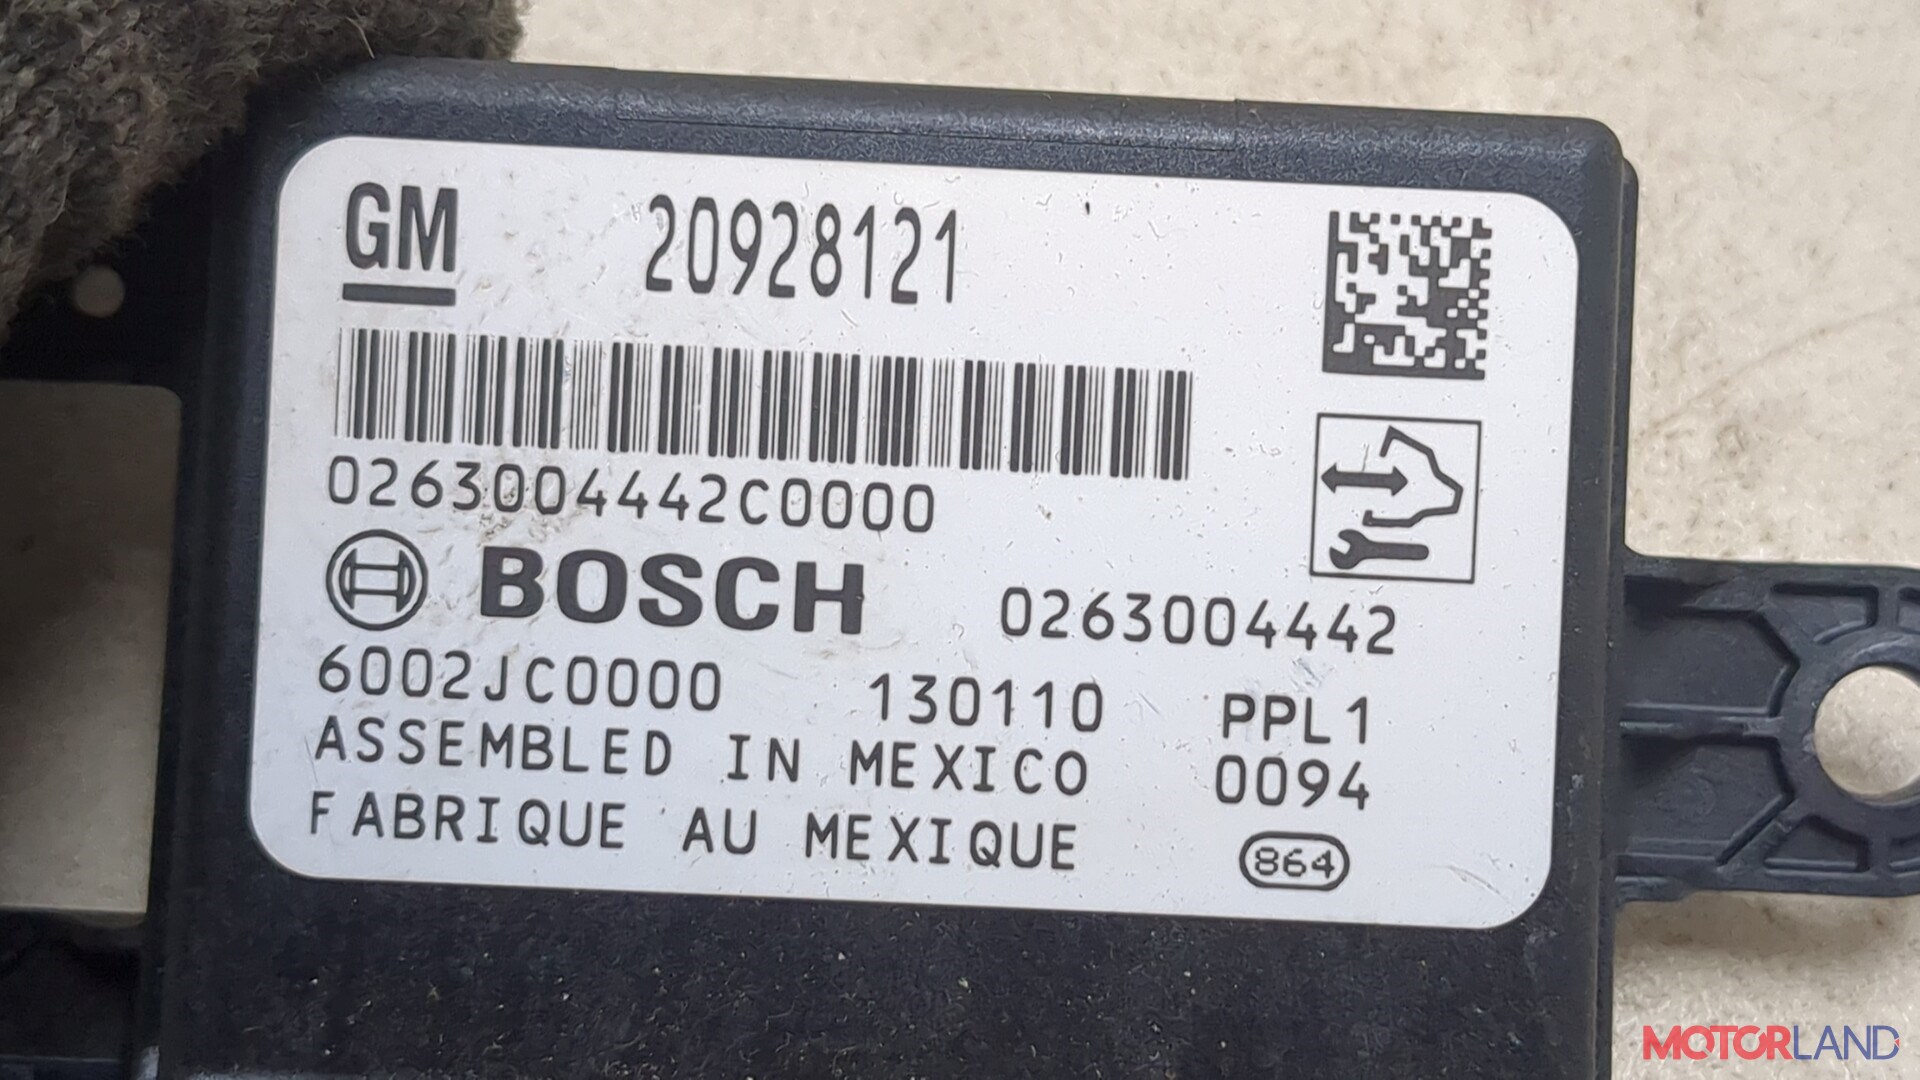 GM 20928121
0263004442C0000
BOSCH 0263004442
6002JC0000 130110 PPL1
ASSEMBLED IN MEXICO 0094
FABRIQUE AU MEXIQUE 864
MOTORLAND